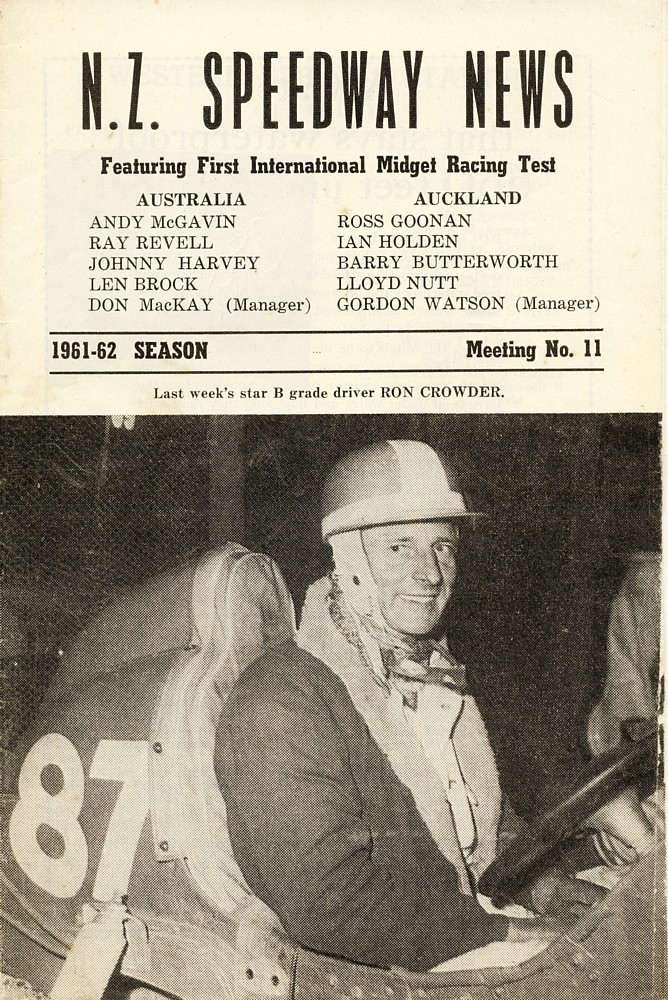 N.Z. SPEEDWAY NEWS
Featuring First International Midget Racing Test
AUSTRALIA
ANDY McGAVIN
RAY REVELL
JOHNNY HARVEY
LEN BROCK
DON MacKAY (Manager)
AUCKLAND
ROSS GOONAN
IAN HOLDEN
BARRY BUTTERWORTH
LLOYD NUTT
GORDON WATSON (Manager)
1961-62 SEASON Meeting No. 11
Last week's star B grade driver RON CROWDER.
87